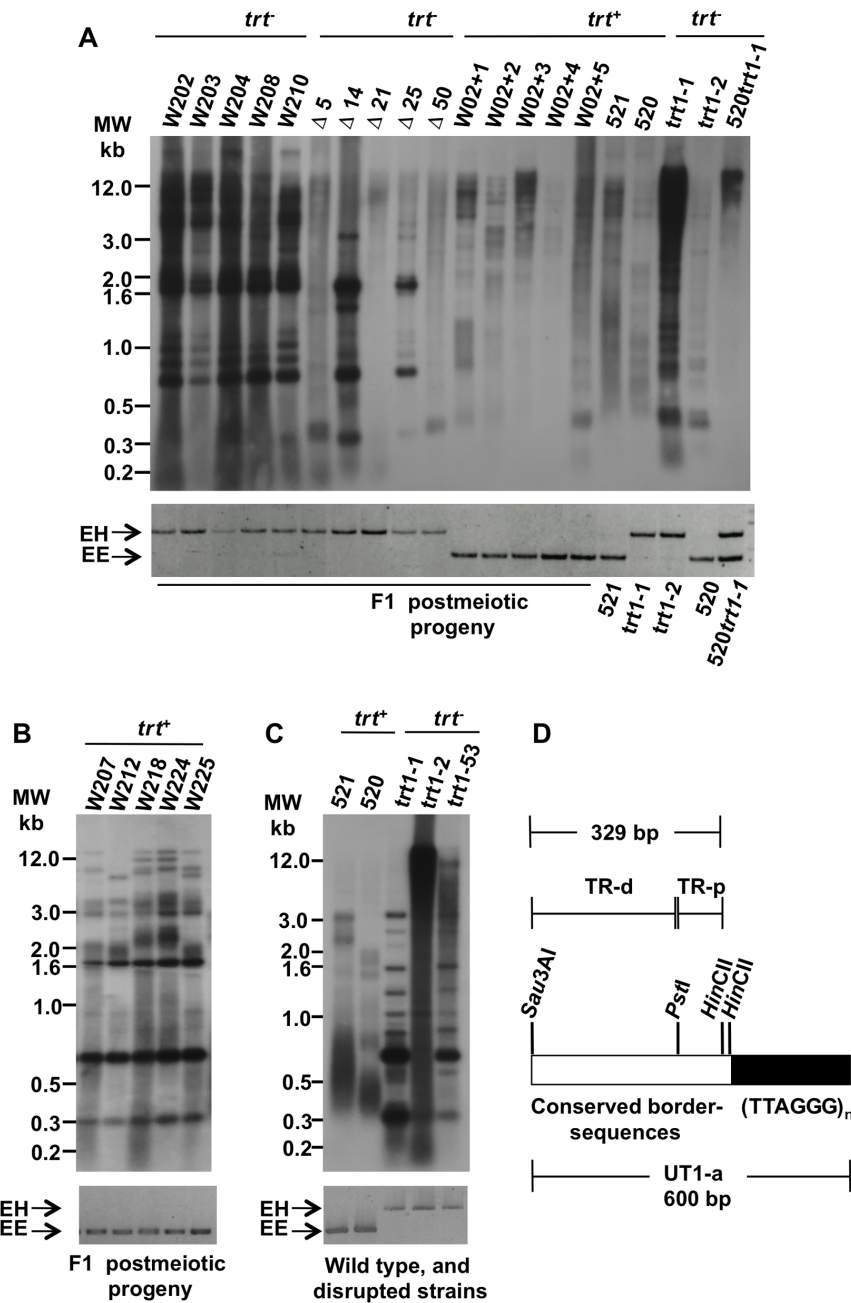 A
trt-
trt-
trt+
trt-
W202
W203
W204
W208
W210
Δ 5
Δ 14
Δ 21
Δ 25
Δ 50
W02+1
W02+2
W02+3
W02+4
W02+5
521
520
trt1-1
trt1-2
520trt1-1
MW
kb
12.0
3.0
2.0
1.6
1.0
0.5
0.3
0.2
EH
EE
F1 postmeiotic
progeny
521
trt1-1
trt1-2
520
520trt1-1
B
trt+
W207
W212
W218
W224
W225
MW
kb
12.0
3.0
2.0
1.6
1.0
0.5
0.3
0.2
EH
EE
F1 postmeiotic
progeny
C
trt+
trt-
521
520
trt1-1
trt1-2
trt1-53
MW
kb
12.0
3.0
2.0
1.6
1.0
0.5
0.3
0.2
EH
EE
Wild type, and
disrupted strains
D
329 bp
TR-d
TR-p
Sau3AI
PstI
HinCII
HinCII
Conserved border-
sequences
(TTAGGG)n
UT1-a
600 bp